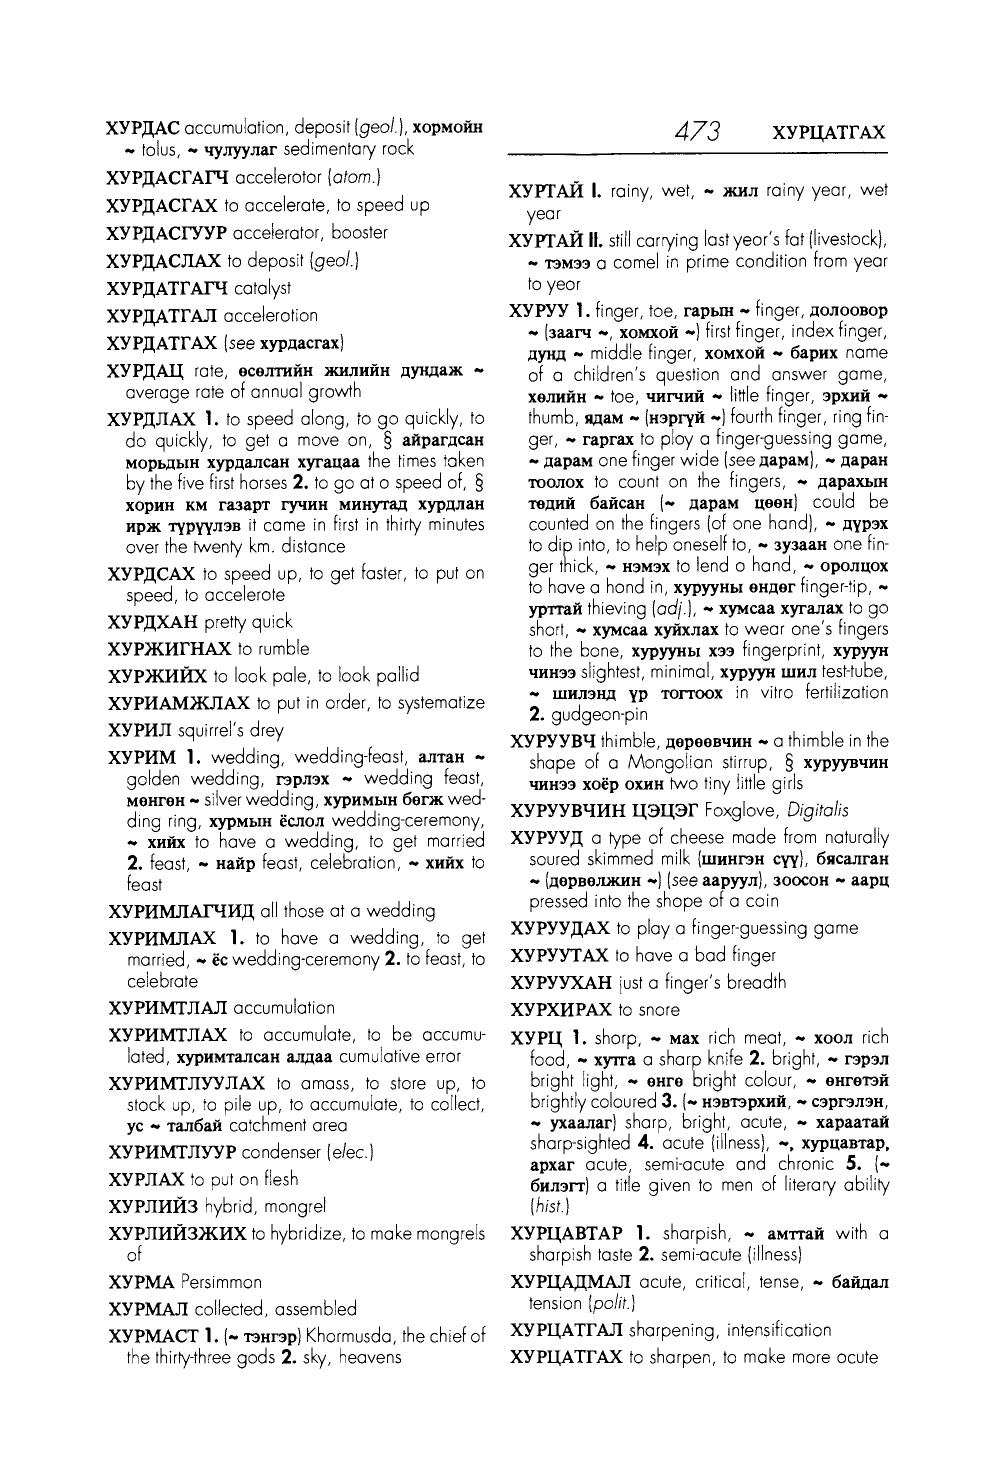 ХУРДАС accumulation, deposit (geol.), хормойн
~ tolus, ~ чулуулаг sedimentary rock
ХУРДАСГАГЧ accelerotor (atom.)
ХУРДАСГАХ to accelerate, to speed up
ХУРДАСГУУР accelerator, booster
ХУРДАСЛАХ to deposit (geol.)
ХУРДАТГАГЧ catalyst
ХУРДАТГАЛ accelerotion
ХУРДАТГАХ (see хурдасгах)
ХУРДАЦ rate, өсөлтийн жилийн дундаж ~
average rate of annual growth
ХУРДЛАХ 1. to speed along, to go quickly, to
do quickly, to get a move on, § айрагдсан
морьдын хурдалсан хугацаа the times taken
by the five first horses 2. to go at o speed of, §
хорин км газарт гучин минутад хурдлан
ирж түрүүлэв it came in first in thirty minutes
over the twenty km. distance
ХУРДСАХ to speed up, to get faster, to put on
speed, to accelerote
ХУРДХАН pretty quick
ХУРЖИГНАХ to rumble
ХУРЖИЙХ to look pale, to look pallid
ХУРИАМЖЛАХ to put in order, to systematize
ХУРИЛ squirrel's drey
ХУРИМ 1. wedding, wedding-feast, алтан ~
golden wedding, гэрлэх ~ wedding feast,
мөнгөн ~ silver wedding, хуримын бөгж wed-
ding ring, хурмын ёслол wedding-ceremony,
~ хийх to have a wedding, to get married
2. feast, ~ найр feast, celebration, ~ хийх to
feast
ХУРИМЛАГЧИД all those at a wedding
ХУРИМЛАХ 1. to have a wedding, to get
married, ~ ёс wedding-ceremony 2. to feast, to
celebrate
ХУРИМТЛАЛ accumulation
ХУРИМТЛАХ to accumulate, to be accumu-
lated, хуримталсан алдаа cumulative error
ХУРИМТЛУУЛАХ to amass, to store up, to
stock up, to pile up, to accumulate, to collect,
ус ~ талбай catchment area
ХУРИМТЛУУР condenser (elec.)
ХУРЛАХ to put on flesh
ХУРЛИЙЗ hybrid, mongrel
ХУРЛИЙЗЖИХ to hybridize, to make mongrels
of
ХУРМА Persimmon
ХУРМАЛ collected, assembled
ХУРМАСТ 1. (~ тэнгэр) Khormusda, the chief of
the thirty-three gods 2. sky, heavens
473 ХУРЦАТГАХ
ХУРТАЙ I. rainy, wet, ~ жил rainy year, wet
year
ХУРТАЙ II. still carrying last yeor's fat (livestock),
~ тэмээ a comel in prime condition from year
to yeor
ХУРУУ 1. finger, toe, гарын ~ finger, долоовор
~ (заагч ~, хомхой ~) first finger, index finger,
дунд ~ middle finger, хомхой ~ барих name
of a children's question and answer game,
хөлийн ~ toe, чигчий ~ little finger, эрхий ~
thumb, ядам ~ (нэргүй ~) fourth finger, ring fin-
ger, ~ гаргах to ploy a finger-guessing game,
~ дарам one finger wide (see дарам), ~ даран
тоолох to count on the fingers, ~ дарахын
төдий байсан (~ дарам цөөн) could be
counted on the fingers (of one hand), ~ дүрэх
to dip into, to help oneself to, ~ зузаан one fin-
ger thick, ~ нэмэх to lend o hand, ~ оролцох
to have a hond in, хурууны өндөг finger-tip, ~
урттай thieving (adj.), ~ хумсаа хугалах to go
short, ~ хумсаа хуйхлах to wear one's fingers
to the bone, хурууны хээ fingerprint, хуруун
чинээ slightest, minimal, хуруун шил test-tube,
~ шилэнд үр тогтоох in vitro fertilization
2. gudgeon-pin
ХУРУУВЧ thimble, дөрөөвчин ~ a thimble in the
shape of a Mongolian stirrup, § хуруувчин
чинээ хоёр охин two tiny little girls
ХУРУУВЧИН ЦЭЦЭГ Foxglove, Digitalis
ХУРУУД a type of cheese made from naturally
soured skimmed milk (шингэн сүү), бясалган
~ (дөрвөлжин ~) (see ааруул), зоосон ~ аарц
pressed into the shope of a coin
ХУРУУДАХ to play a finger-guessing game
ХУРУУТАХ to have a bad finger
ХУРУУХАН just a finger's breadth
ХУРХИРАХ to snore
ХУРЦ 1. shorp, ~ мах rich meat, ~ хоол rich
food, ~ хутга a sharp knife 2. bright, ~ гэрэл
bright light, ~ өнгө bright colour, ~ өнгөтэй
brightly coloured 3. (~ нэвтэрхий, ~ сэргэлэн,
~ ухаалаг) sharp, bright, acute, ~ хараатай
sharp-sighted 4. acute (illness), ~, хурцавтар,
архаг acute, semi-acute and chronic 5. (~
билэгт) a title given to men of literary ability
(hist.)
ХУРЦАВТАР 1. sharpish, ~ амттай with a
sharpish taste 2. semi-acute (illness)
ХУРЦАДМАЛ acute, critical, tense, ~ байдал
tension (polit.)
ХУРЦАТГАЛ sharpening, intensification
ХУРЦАТГАХ to sharpen, to make more ocute